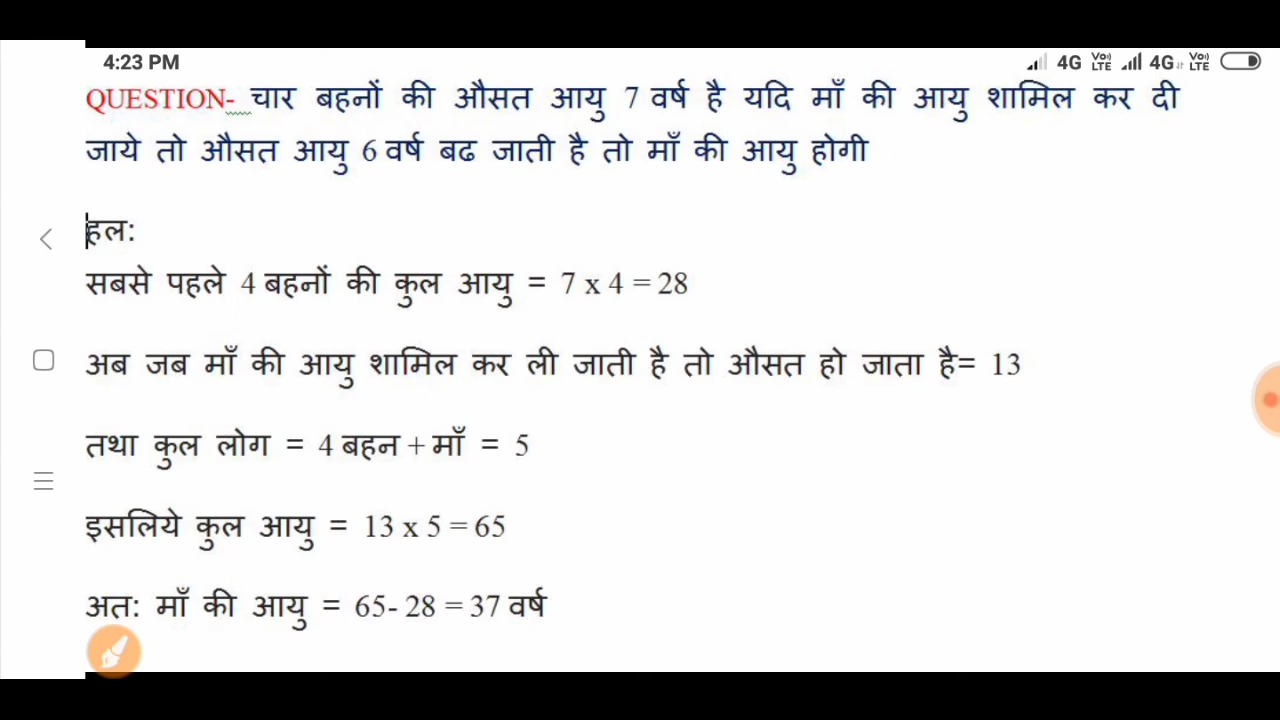 4:23 PM 4G VoLTE 4G VoLTE
QUESTION- चार बहनों की औसत आयु 7 वर्ष है यदि माँ की आयु शामिल कर दी
जाये तो औसत आयु 6 वर्ष बढ जाती है तो माँ की आयु होगी
हल:
सबसे पहले 4 बहनों की कुल आयु = 7 x 4 = 28
अब जब माँ की आयु शामिल कर ली जाती है तो औसत हो जाता है= 13
तथा कुल लोग = 4 बहन + माँ = 5
इसलिये कुल आयु = 13 x 5 = 65
अत: माँ की आयु = 65- 28 = 37 वर्ष